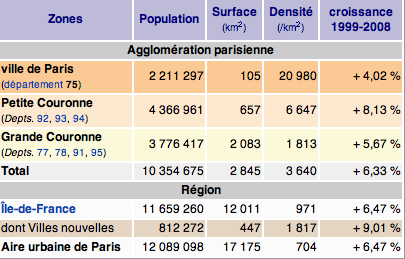 Zones Population Surface (km²) Densité (/km²) croissance 1999-2008
Agglomération parisienne
ville de Paris (département 75) 2 211 297 105 20 980 + 4,02 %
Petite Couronne (Depts. 92, 93, 94) 4 366 961 657 6 647 + 8,13 %
Grande Couronne (Depts. 77, 78, 91, 95) 3 776 417 2 083 1 813 + 5,67 %
Total 10 354 675 2 845 3 640 + 6,33 %
Région
Île-de-France 11 659 260 12 011 971 + 6,47 %
dont Villes nouvelles 812 272 447 1 817 + 9,01 %
Aire urbaine de Paris 12 089 098 17 175 704 + 6,47 %